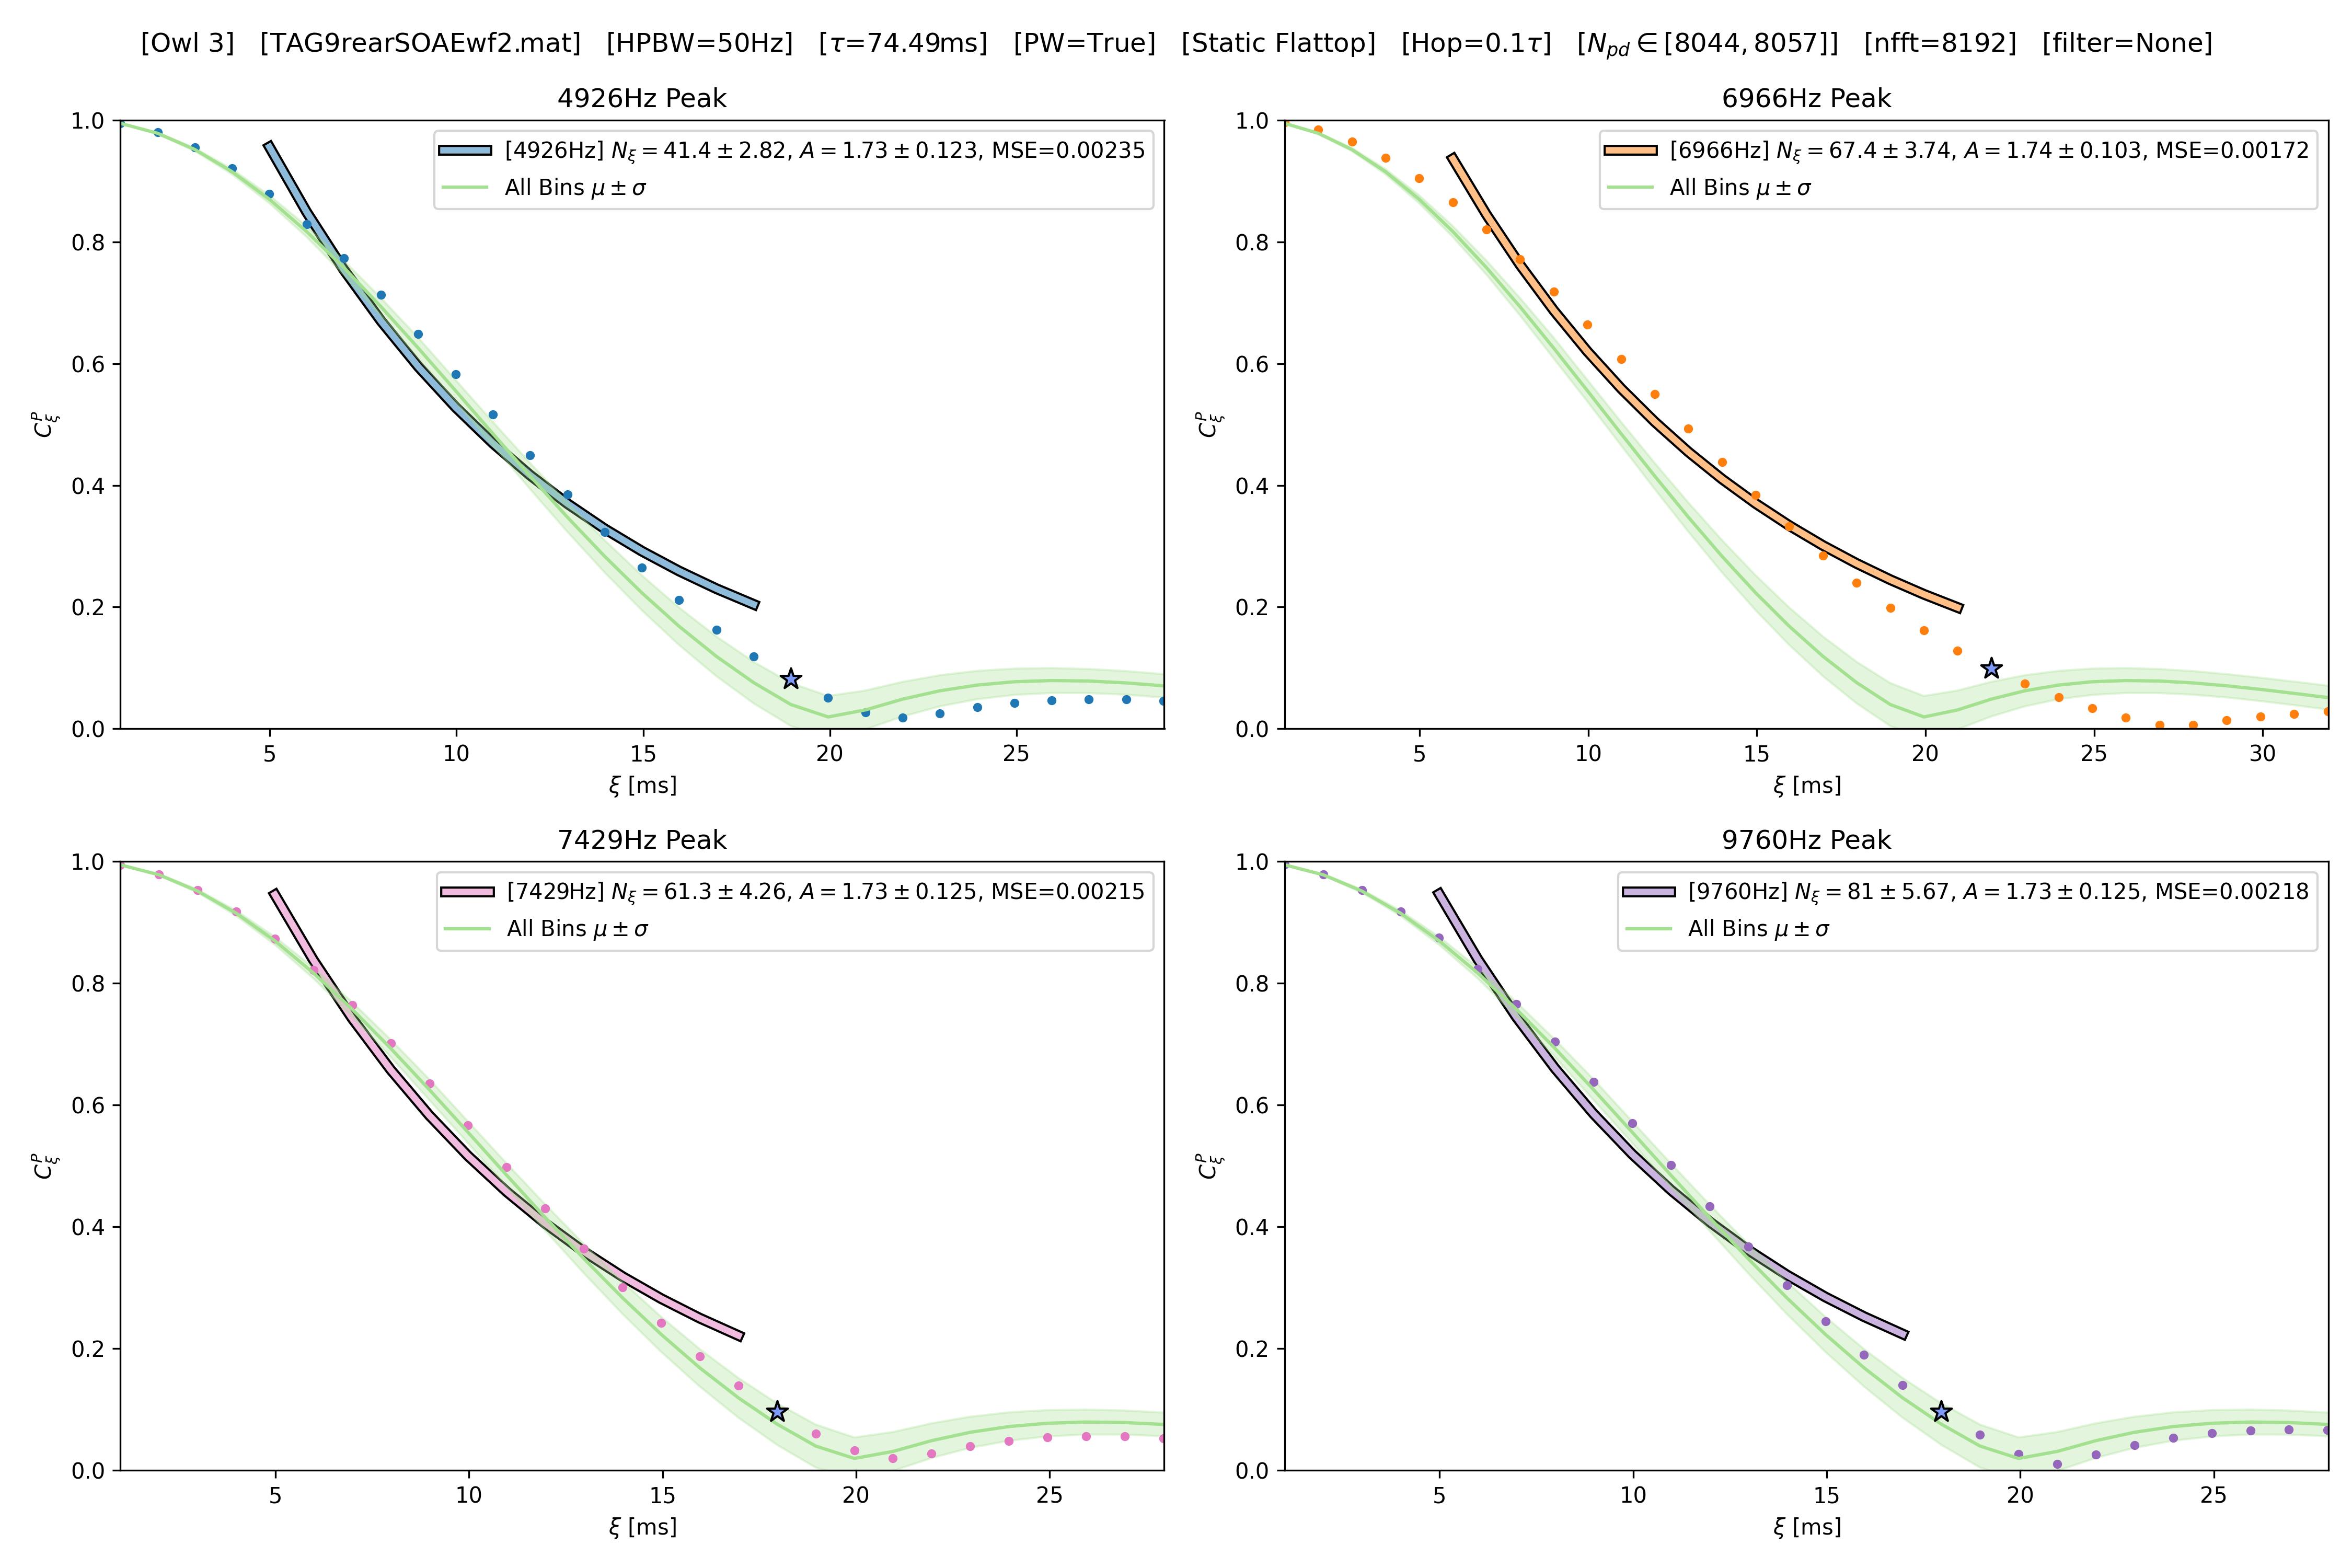 [Owl 3] [TAG9rearSOAEwf2.mat] [HPBW=50Hz] [τ=74.49ms] [PW=True] [Static Flattop] [Hop=0.1τ] [N_pd ∈ [8044, 8057]] [nfft=8192] [filter=None]
4926Hz Peak
1.0
0.8
0.6
0.4
0.2
0.0
C_ξ^P
[4926Hz] N_ξ = 41.4 ± 2.82, A = 1.73 ± 0.123, MSE=0.00235
All Bins μ ± σ
5 10 15 20 25
ξ [ms]
6966Hz Peak
1.0
0.8
0.6
0.4
0.2
0.0
C_ξ^P
[6966Hz] N_ξ = 67.4 ± 3.74, A = 1.74 ± 0.103, MSE=0.00172
All Bins μ ± σ
5 10 15 20 25 30
ξ [ms]
7429Hz Peak
1.0
0.8
0.6
0.4
0.2
0.0
C_ξ^P
[7429Hz] N_ξ = 61.3 ± 4.26, A = 1.73 ± 0.125, MSE=0.00215
All Bins μ ± σ
5 10 15 20 25
ξ [ms]
9760Hz Peak
1.0
0.8
0.6
0.4
0.2
0.0
C_ξ^P
[9760Hz] N_ξ = 81 ± 5.67, A = 1.73 ± 0.125, MSE=0.00218
All Bins μ ± σ
5 10 15 20 25
ξ [ms]